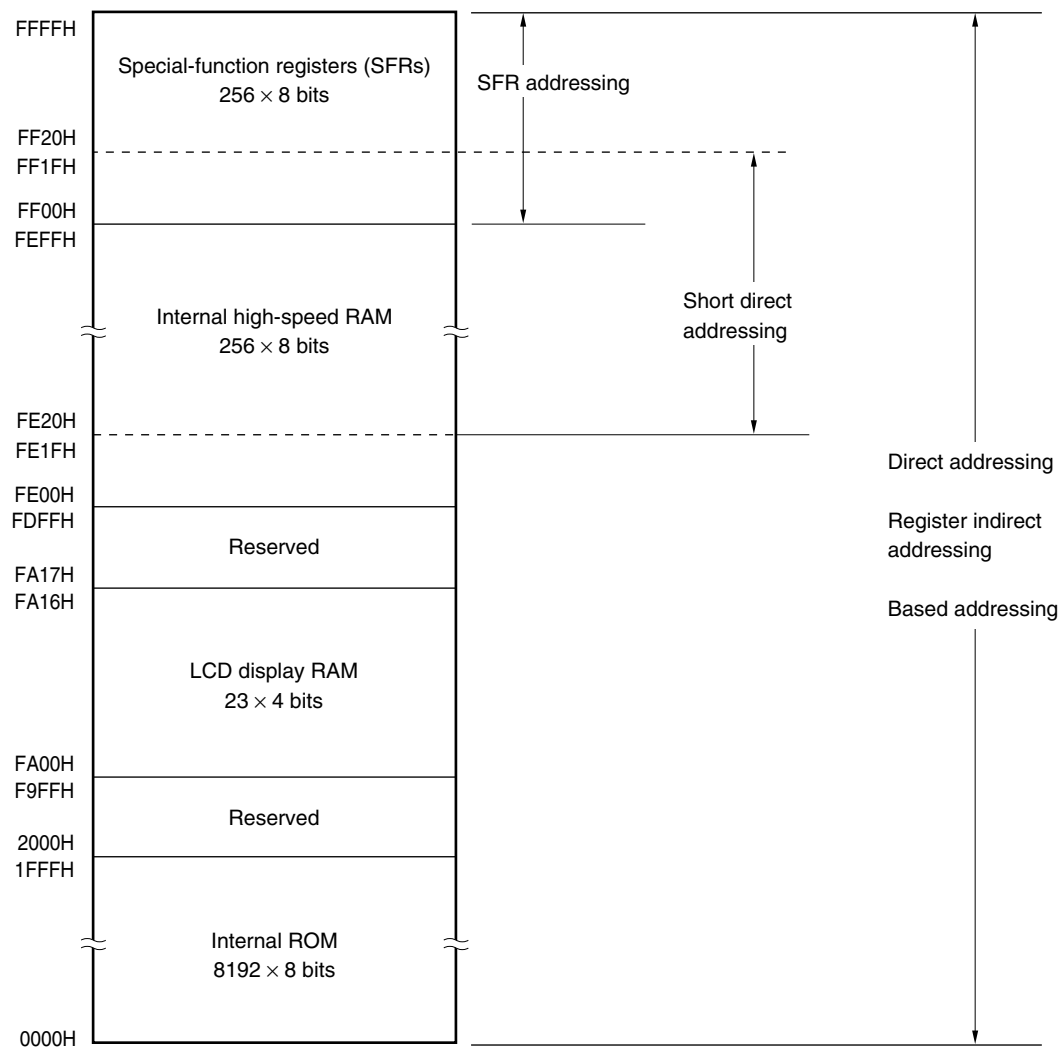 FFFFH
Special-function registers (SFRs)
256 × 8 bits
SFR addressing
FF20H
FF1FH
FF00H
FEFFH
Internal high-speed RAM
256 × 8 bits
Short direct
addressing
FE20H
FE1FH
FE00H
FDFFH
Reserved
FA17H
FA16H
LCD display RAM
23 × 4 bits
FA00H
F9FFH
Reserved
2000H
1FFFH
Internal ROM
8192 × 8 bits
0000H
Direct addressing
Register indirect
addressing
Based addressing